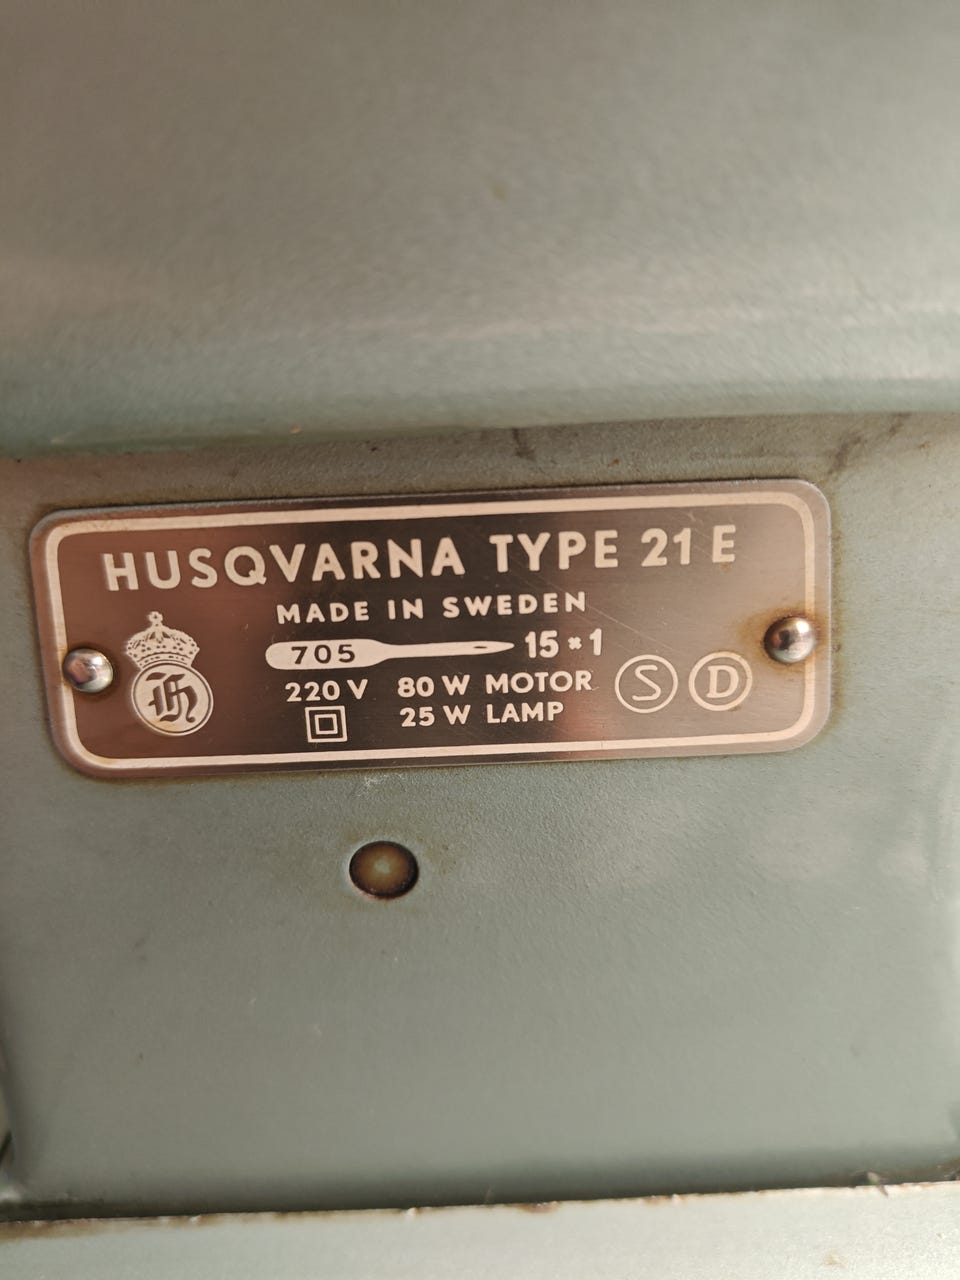 HUSQVARNA TYPE 21 E
MADE IN SWEDEN
705 15×1
220 V 80 W MOTOR S D
25 W LAMP
H